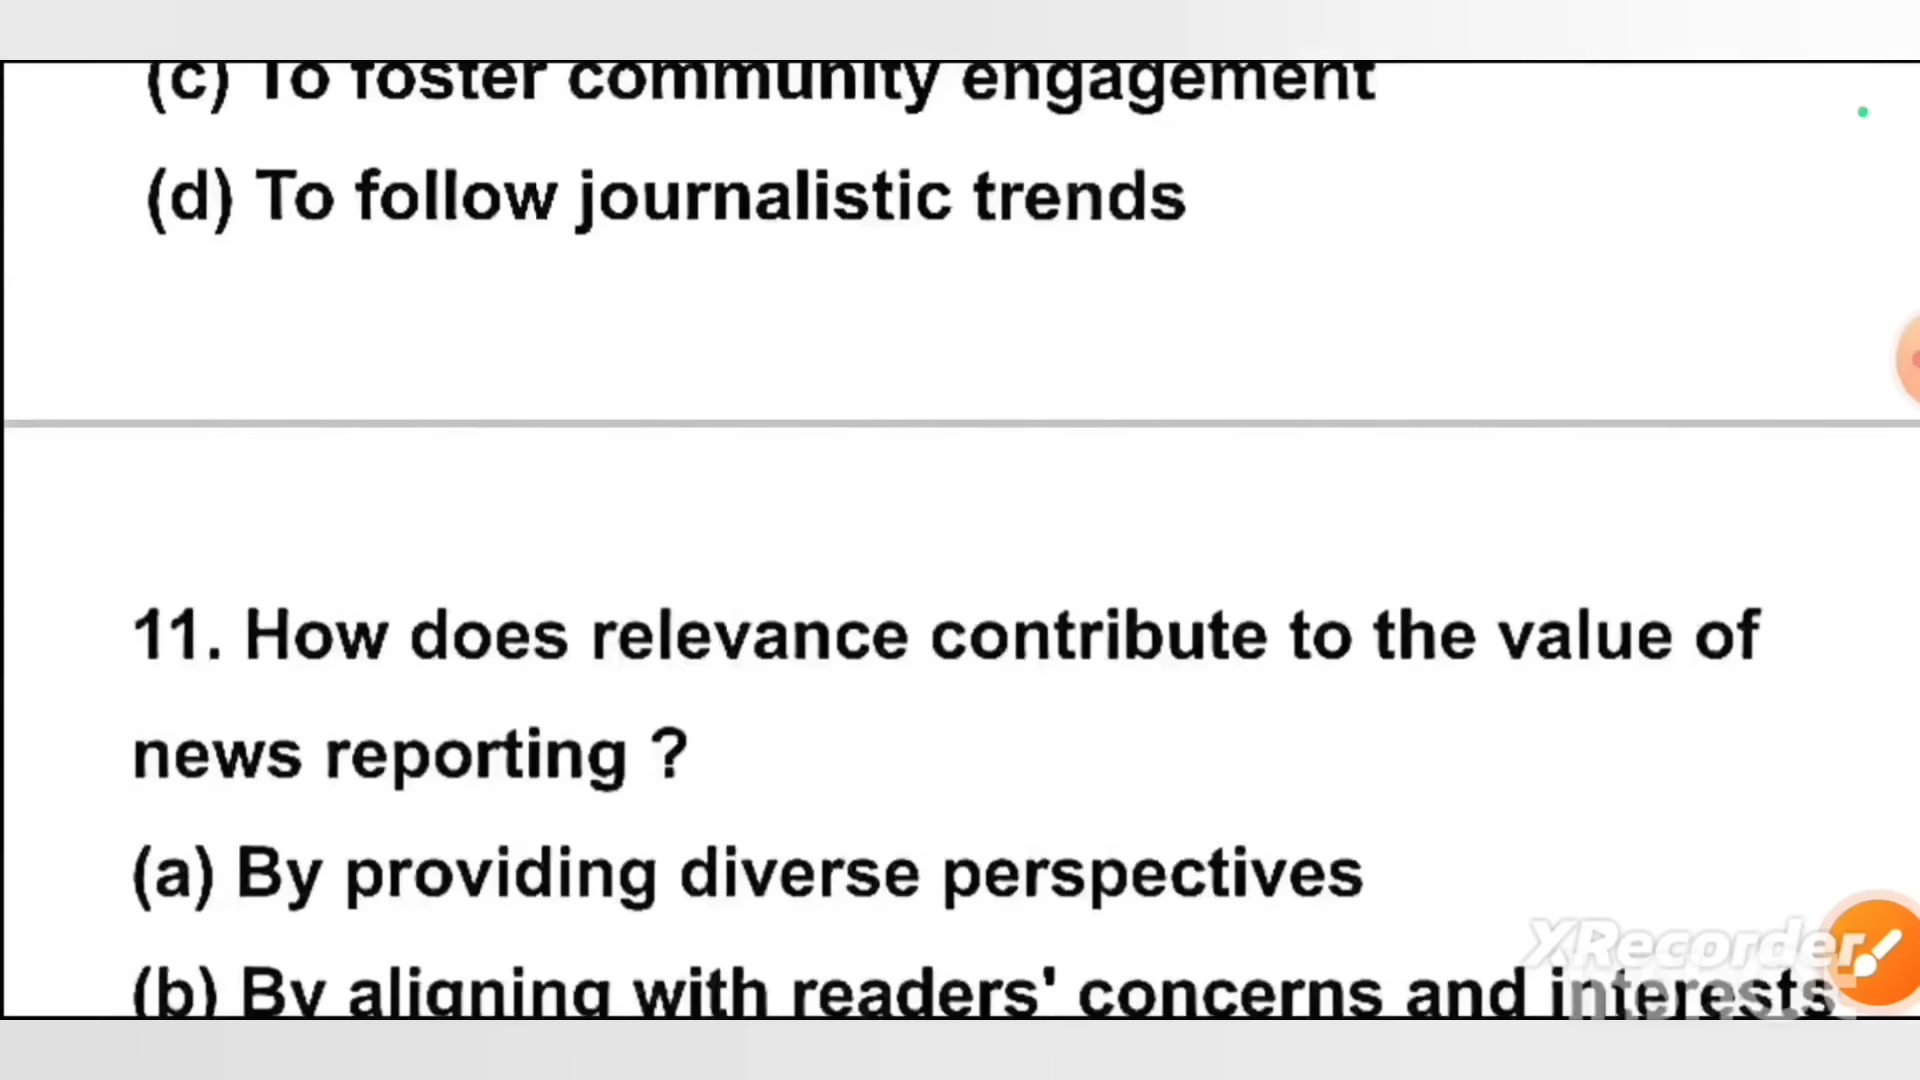 (c) To foster community engagement
(d) To follow journalistic trends
11. How does relevance contribute to the value of
news reporting ?
(a) By providing diverse perspectives
(b) By aligning with readers' concerns and interests
XRecorder